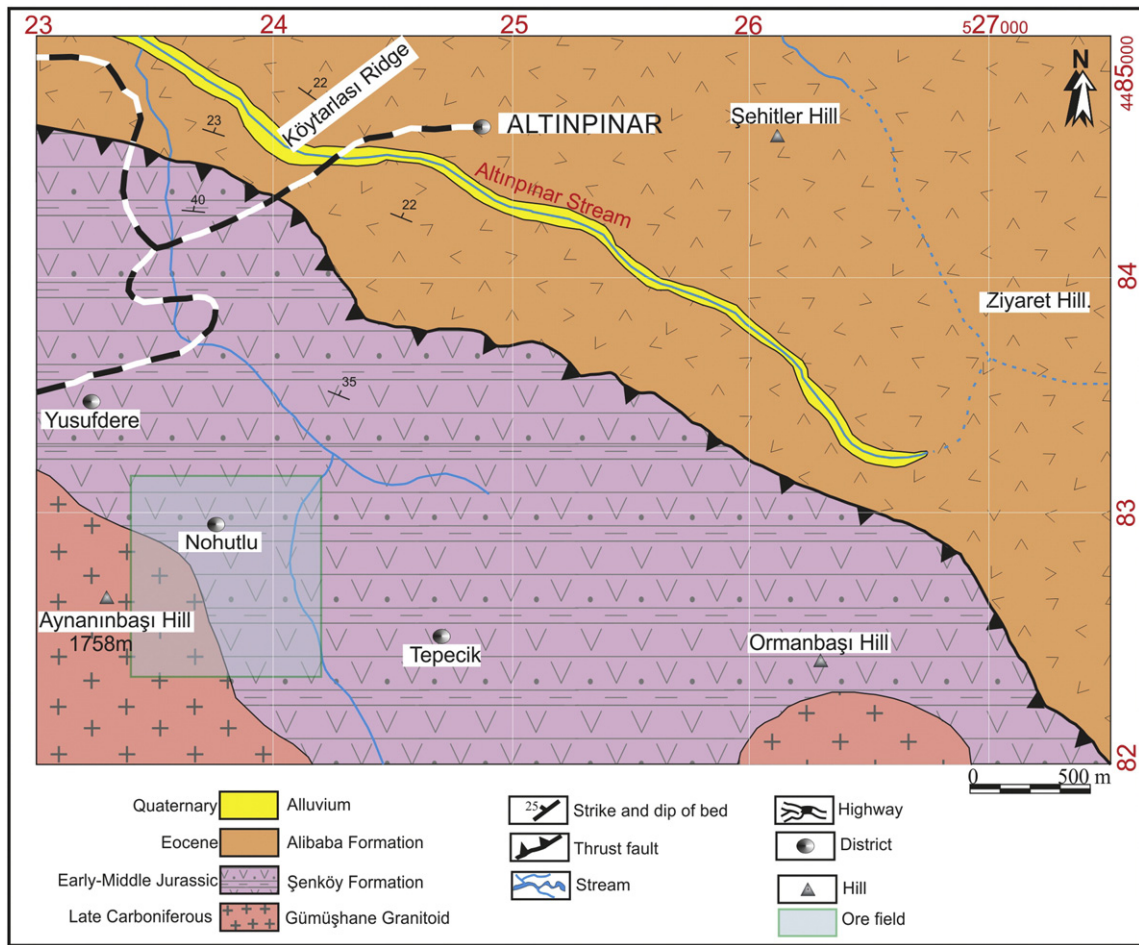 23 24 25 26 527000
4485000
N
22
Köytarlası Ridge
23
ALTINPINAR
Şehitler Hill
Altınpınar Stream
40
22
84
Ziyaret Hill.
35
Yusufdere
83
Nohutlu
Aynanınbaşı Hill
1758m
Tepecik
Ormanbaşı Hill
82
0 500 m
Quaternary Alluvium
Eocene Alibaba Formation
Early-Middle Jurassic Şenköy Formation
Late Carboniferous Gümüşhane Granitoid
25 Strike and dip of bed
Thrust fault
Stream
Highway
District
Hill
Ore field